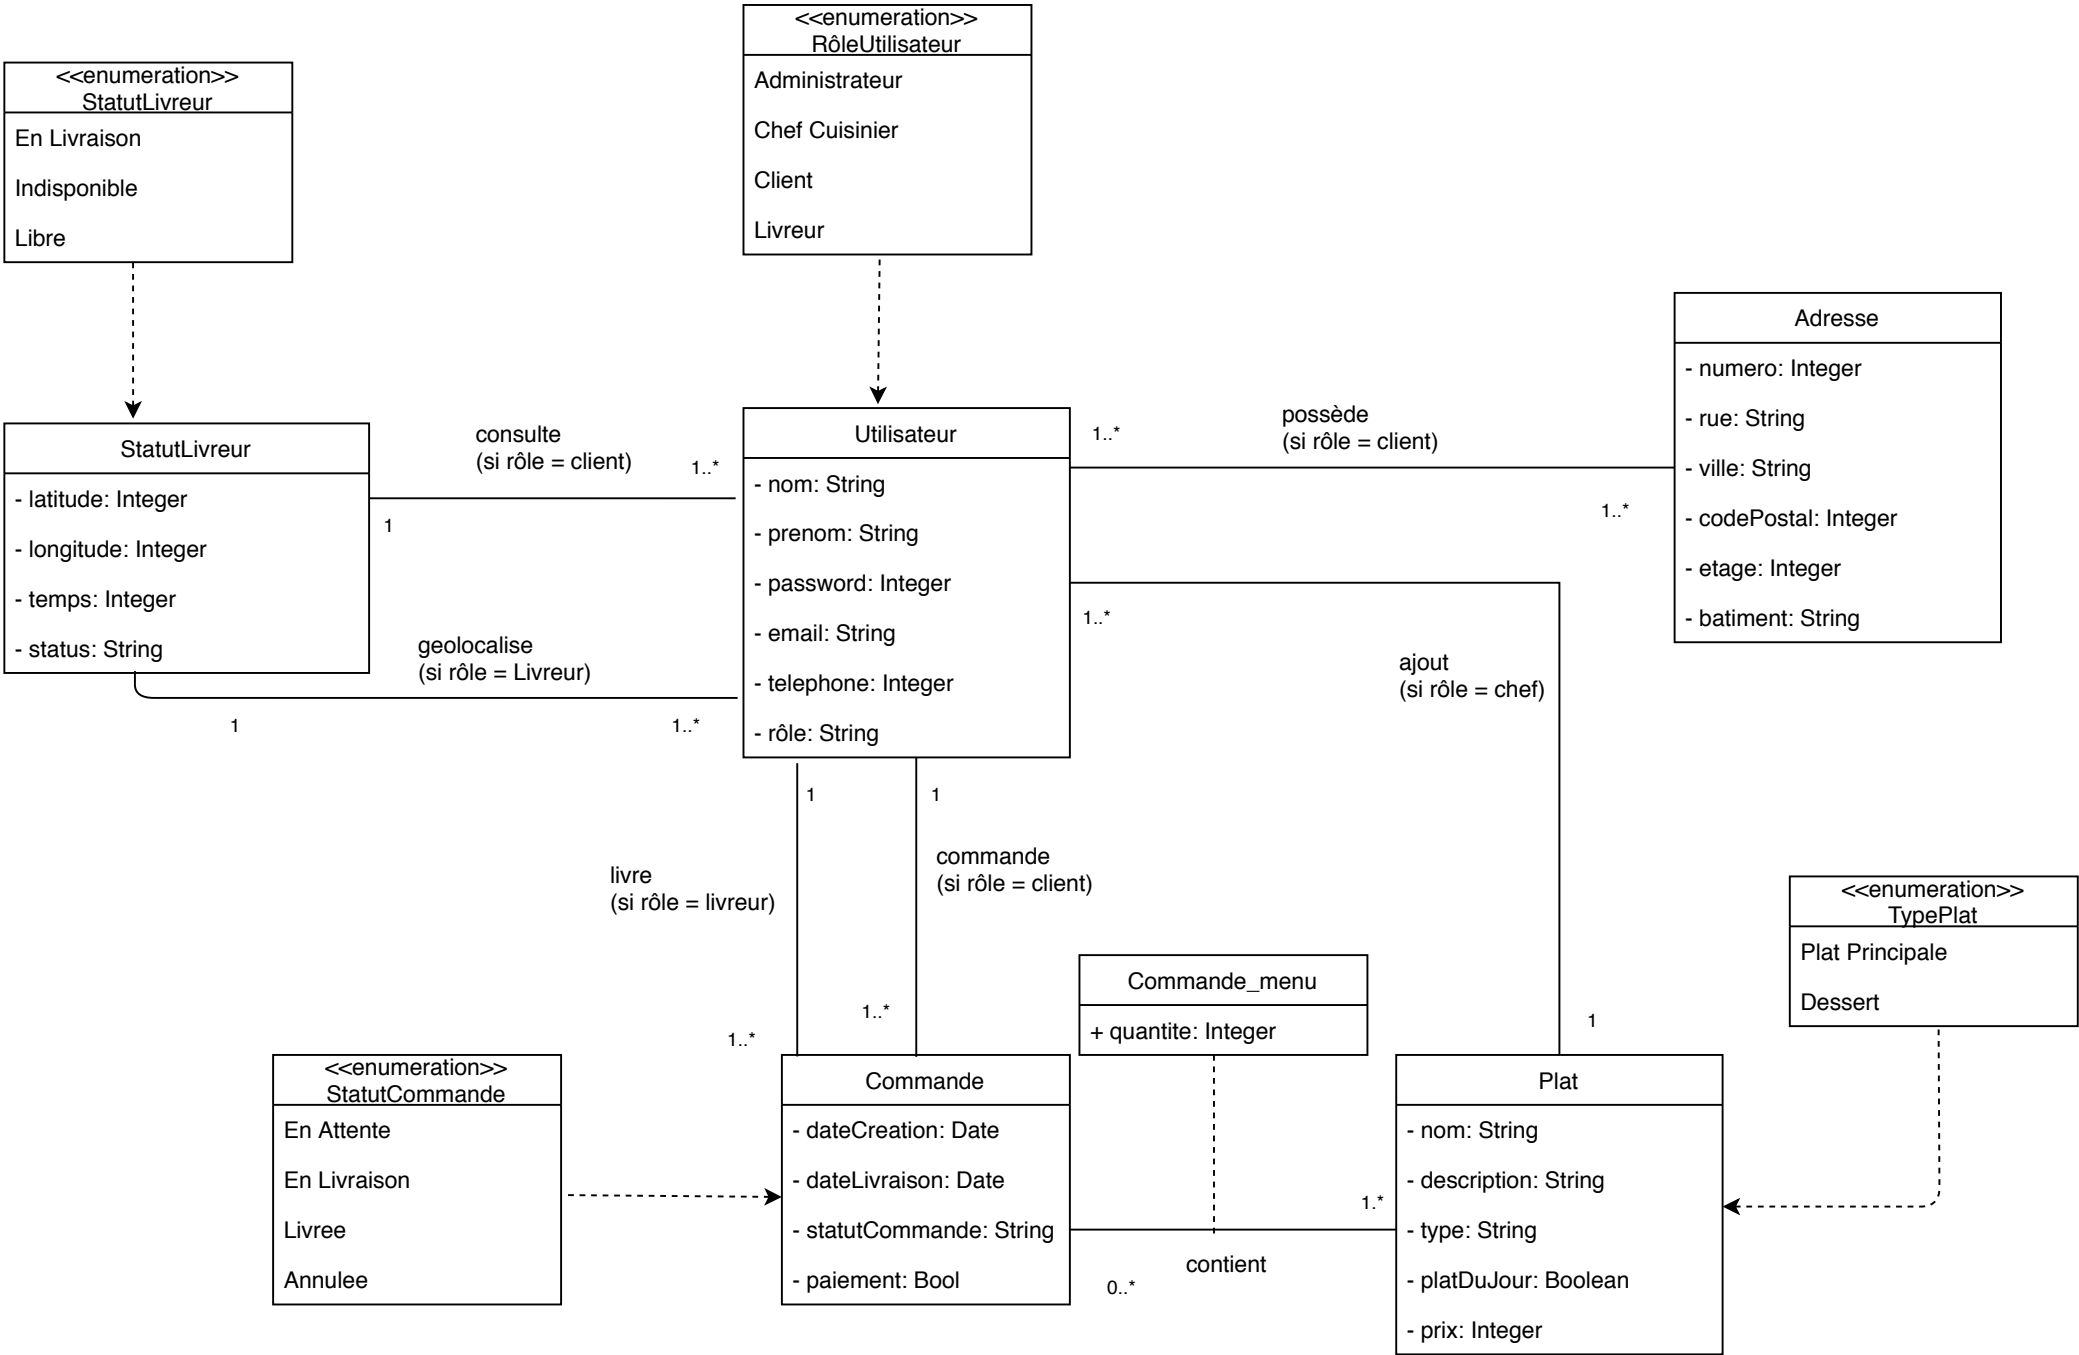 <<enumeration>>
RôleUtilisateur
Administrateur
Chef Cuisinier
Client
Livreur
<<enumeration>>
StatutLivreur
En Livraison
Indisponible
Libre
Adresse
- numero: Integer
- rue: String
- ville: String
- codePostal: Integer
- etage: Integer
- batiment: String
StatutLivreur
- latitude: Integer
- longitude: Integer
- temps: Integer
- status: String
consulte
(si rôle = client)
1..*
1
geolocalise
(si rôle = Livreur)
1
1..*
Utilisateur
- nom: String
- prenom: String
- password: Integer
- email: String
- telephone: Integer
- rôle: String
1..*
possède
(si rôle = client)
1..*
1..*
ajout
(si rôle = chef)
1
1
1
livre
(si rôle = livreur)
commande
(si rôle = client)
1..*
1..*
<<enumeration>>
TypePlat
Plat Principale
Dessert
Commande_menu
+ quantite: Integer
<<enumeration>>
StatutCommande
En Attente
En Livraison
Livree
Annulee
Commande
- dateCreation: Date
- dateLivraison: Date
- statutCommande: String
- paiement: Bool
1.*
contient
0..*
Plat
- nom: String
- description: String
- type: String
- platDuJour: Boolean
- prix: Integer